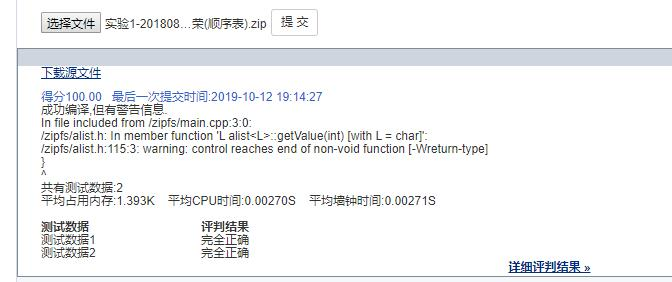 选择文件 实验1-201808...荣(顺序表).zip 提 交
下载源文件
得分100.00 最后一次提交时间:2019-10-12 19:14:27
成功编译,但有警告信息.
In file included from /zipfs/main.cpp:3:0:
/zipfs/alist.h: In member function 'L alist<L>::getValue(int) [with L = char]':
/zipfs/alist.h:115:3: warning: control reaches end of non-void function [-Wreturn-type]
}
^
共有测试数据:2
平均占用内存:1.393K 平均CPU时间:0.00270S 平均墙钟时间:0.00271S
测试数据 评判结果
测试数据1 完全正确
测试数据2 完全正确
详细评判结果 »